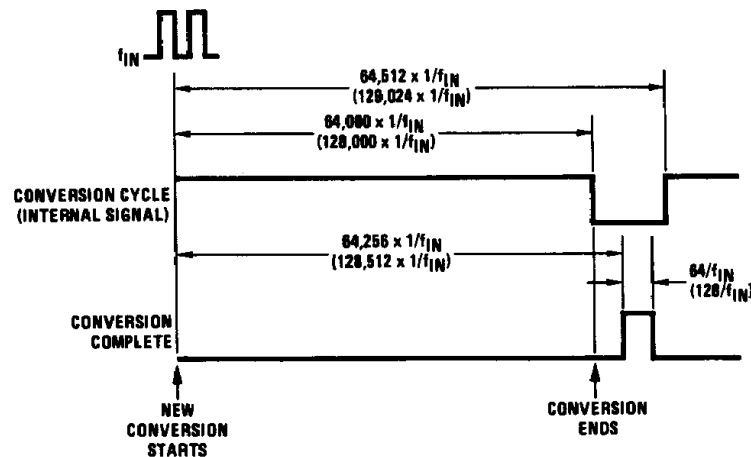 fIN
64,512 x 1/fIN
(129,024 x 1/fIN)
64,000 x 1/fIN
(128,000 x 1/fIN)
CONVERSION CYCLE
(INTERNAL SIGNAL)
64,256 x 1/fIN
(128,512 x 1/fIN)
64/fIN
(128/fIN)
CONVERSION
COMPLETE
NEW
CONVERSION
STARTS
CONVERSION
ENDS